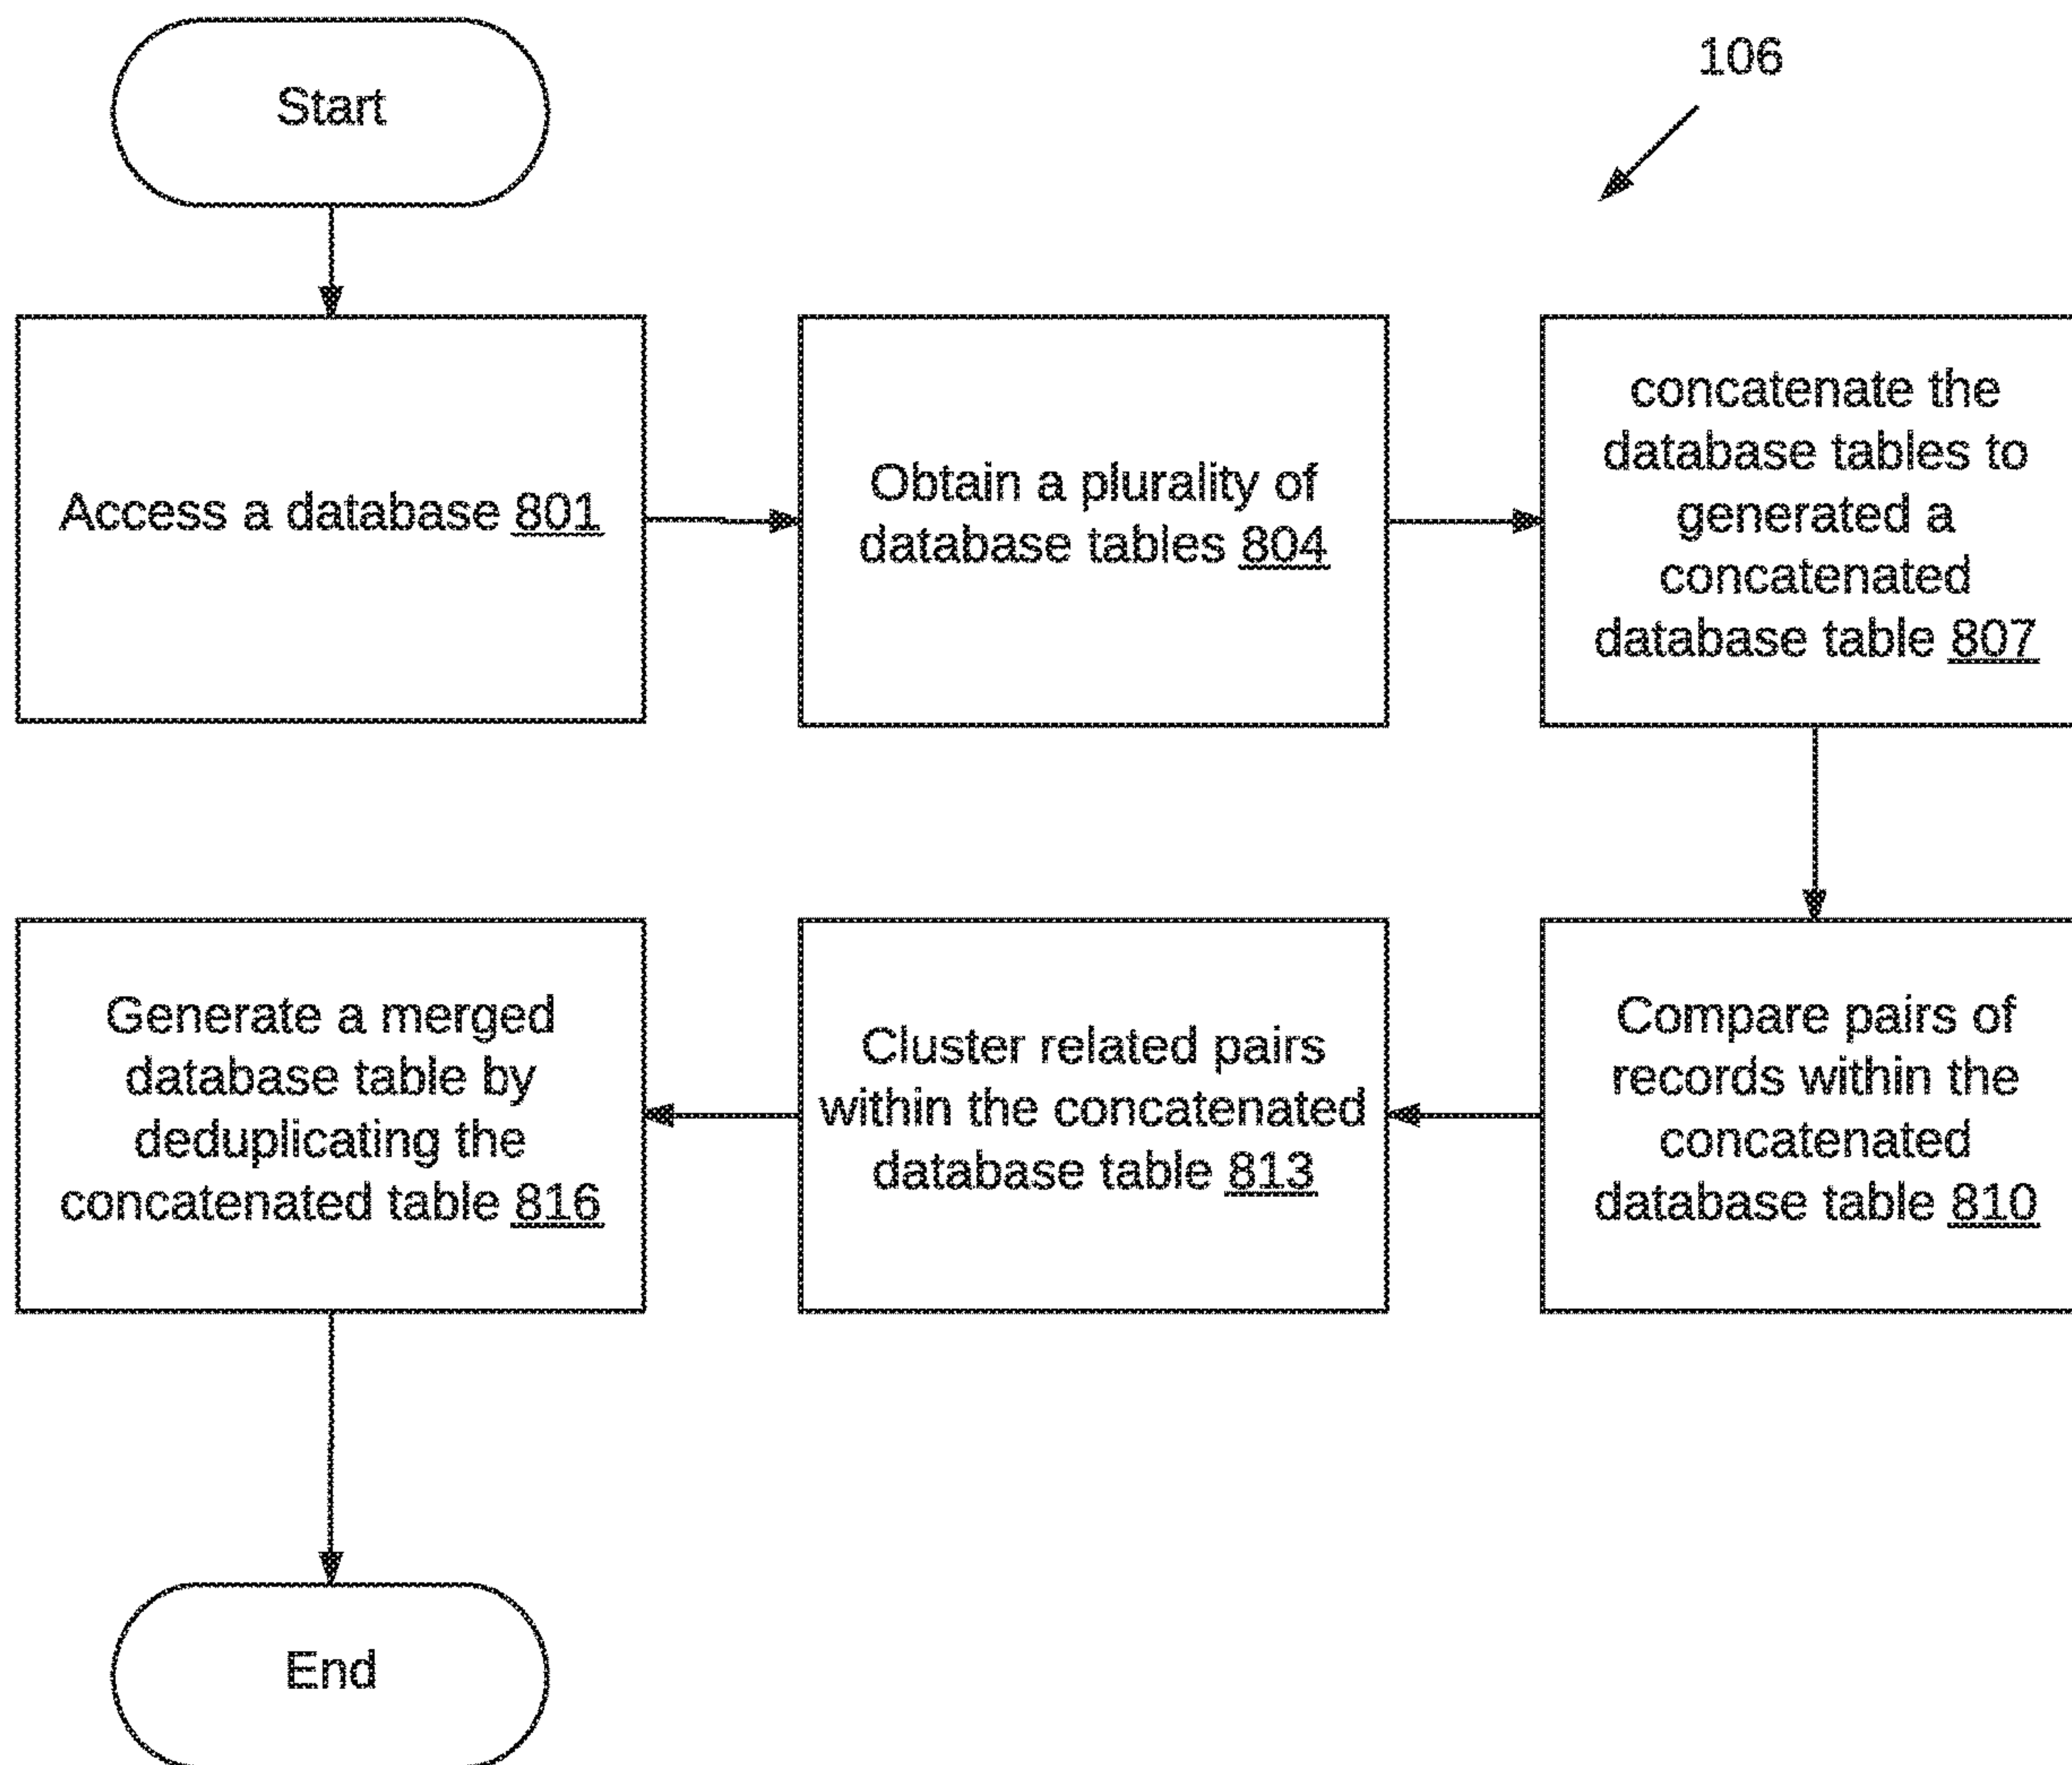 Start
106
Access a database 801
Obtain a plurality of
database tables 804
concatenate the
database tables to
generated a
concatenated
database table 807
Compare pairs of
records within the
concatenated
database table 810
Cluster related pairs
within the concatenated
database table 813
Generate a merged
database table by
deduplicating the
concatenated table 816
End